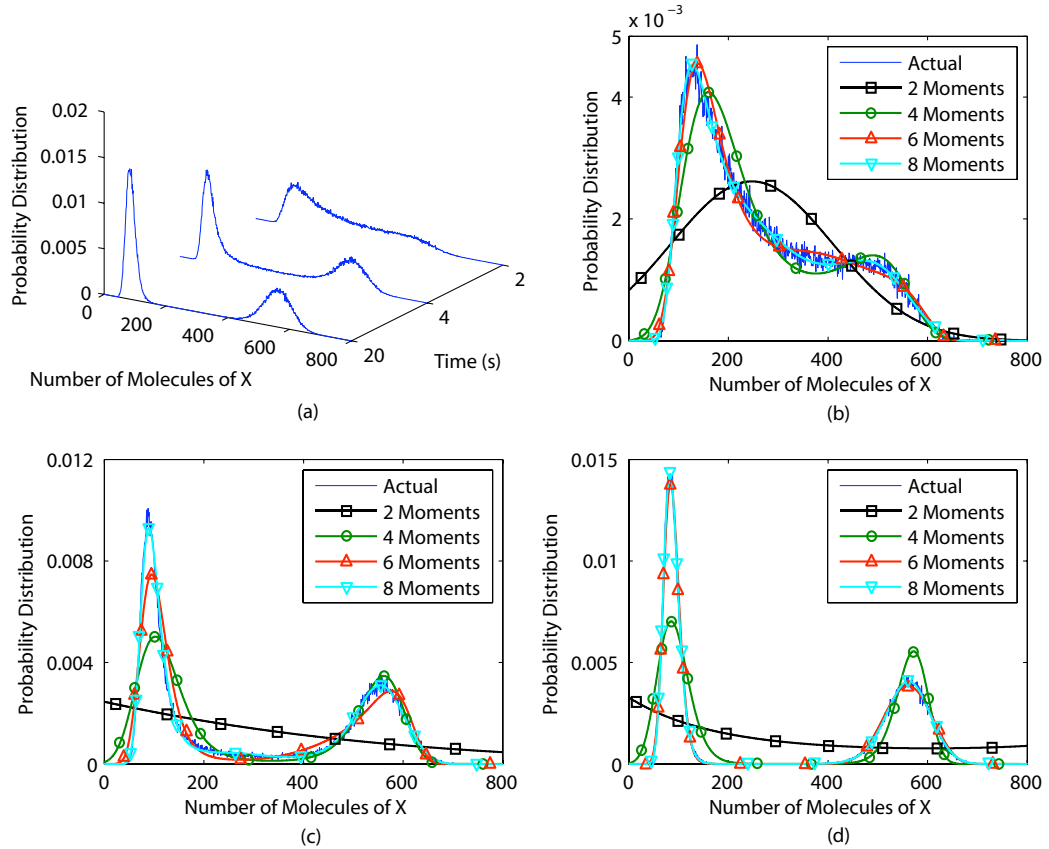 0.02
0.015
0.01
0.005
0
Probability Distribution
0
200
400
600
800
2
4
20
Time (s)
Number of Molecules of X
(a)
x 10⁻³
5
4
2
0
Probability Distribution
Actual
2 Moments
4 Moments
6 Moments
8 Moments
0 200 400 600 800
Number of Molecules of X
(b)
0.012
0.008
0.004
0
Probability Distribution
Actual
2 Moments
4 Moments
6 Moments
8 Moments
0 200 400 600 800
Number of Molecules of X
(c)
0.015
0.01
0.005
0
Probability Distribution
Actual
2 Moments
4 Moments
6 Moments
8 Moments
0 200 400 600 800
Number of Molecules of X
(d)